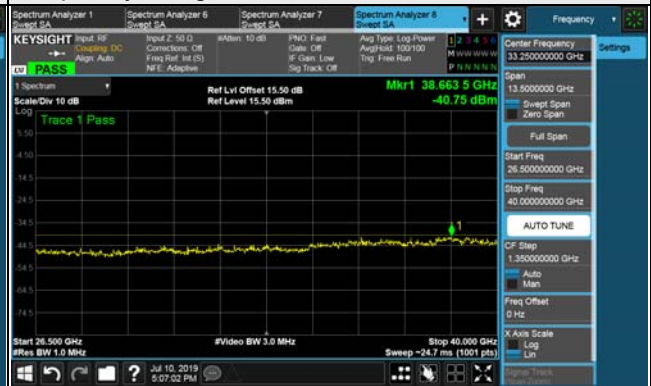 Spectrum Analyzer 1
Swept SA
Spectrum Analyzer 6
Swept SA
Spectrum Analyzer 7
Swept SA
Spectrum Analyzer 8
Swept SA
+
Frequency
KEYSIGHT
Input: RF
Coupling: DC
Align: Auto
Input Z: 50 Ω
Corrections: Off
Freq Ref: Int (S)
NFE: Adaptive
#Atten: 10 dB
PNO: Fast
Gate: Off
IF Gain: Low
Sig Track: Off
Avg Type: Log-Power
Avg|Hold: 100/100
Trig: Free Run
1 2 3 4 5 6
M W W W W W
P N N N N N
LW PASS
1 Spectrum
Scale/Div 10 dB
Ref Lvl Offset 15.50 dB
Ref Level 15.50 dBm
Mkr1 38.663 5 GHz
-40.75 dBm
Log
Trace 1 Pass
5.50
-4.50
-14.5
-24.5
-34.5
-44.5
-54.5
-64.5
-74.5
1
Start 26.500 GHz
#Res BW 1.0 MHz
#Video BW 3.0 MHz
Stop 40.000 GHz
Sweep ~24.7 ms (1001 pts)
Center Frequency
33.250000000 GHz
Settings
Span
13.5000000 GHz
Swept Span
Zero Span
Full Span
Start Freq
26.500000000 GHz
Stop Freq
40.000000000 GHz
AUTO TUNE
CF Step
1.350000000 GHz
Auto
Man
Freq Offset
0 Hz
X Axis Scale
Log
Lin
Signal Track
Jul 10, 2019
5:07:02 PM
?